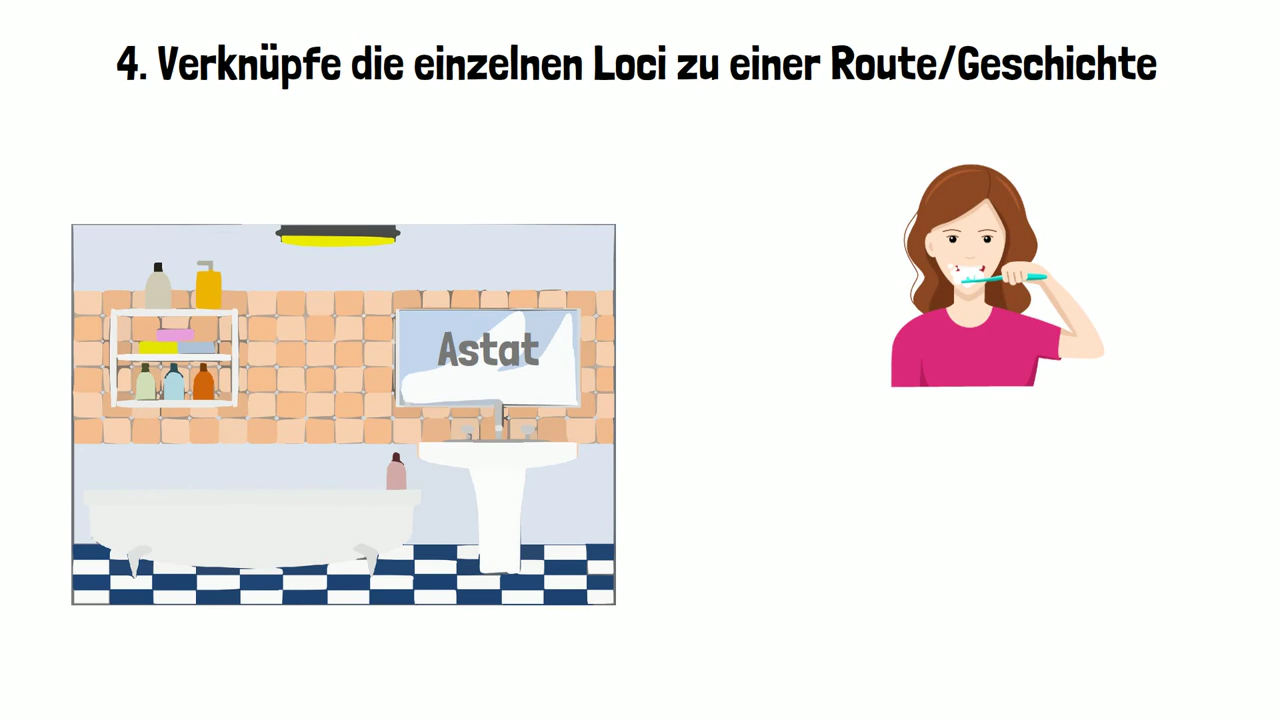 4. Verknüpfe die einzelnen Loci zu einer Route/Geschichte
Astat